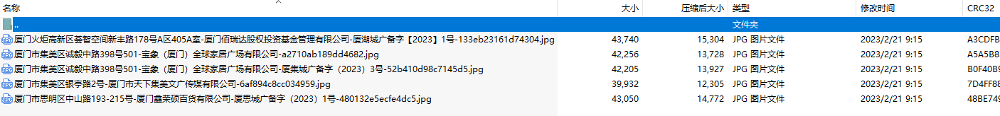 名称 大小 压缩后大小 类型 修改时间 CRC32
.. 文件夹
厦门火炬高新区荟智空间新丰路178号A区405A室-厦门佰瑞达股权投资基金管理有限公司-厦湖城广备字【2023】1号-133eb23161d74304.jpg 43,740 15,304 JPG 图片文件 2023/2/21 9:15 A3CDFB
厦门市集美区诚毅中路398号501-宝象（厦门）全球家居广场有限公司-a2710ab189dd4682.jpg 42,256 13,728 JPG 图片文件 2023/2/21 9:15 A5A5B8
厦门市集美区诚毅中路398号501-宝象（厦门）全球家居广场有限公司-厦集城广备字（2023）3号-52b410d98c7145d5.jpg 42,205 13,927 JPG 图片文件 2023/2/21 9:15 B0F40B9
厦门市集美区银亭路2号-厦门市天下集美文广传媒有限公司-6af894c8cc034959.jpg 39,932 12,305 JPG 图片文件 2023/2/21 9:15 7D4FF88
厦门市思明区中山路193-215号-厦门鑫荣硕百货有限公司-厦思城广备字（2023）1号-480132e5ecfe4dc5.jpg 43,050 14,772 JPG 图片文件 2023/2/21 9:15 48BE749